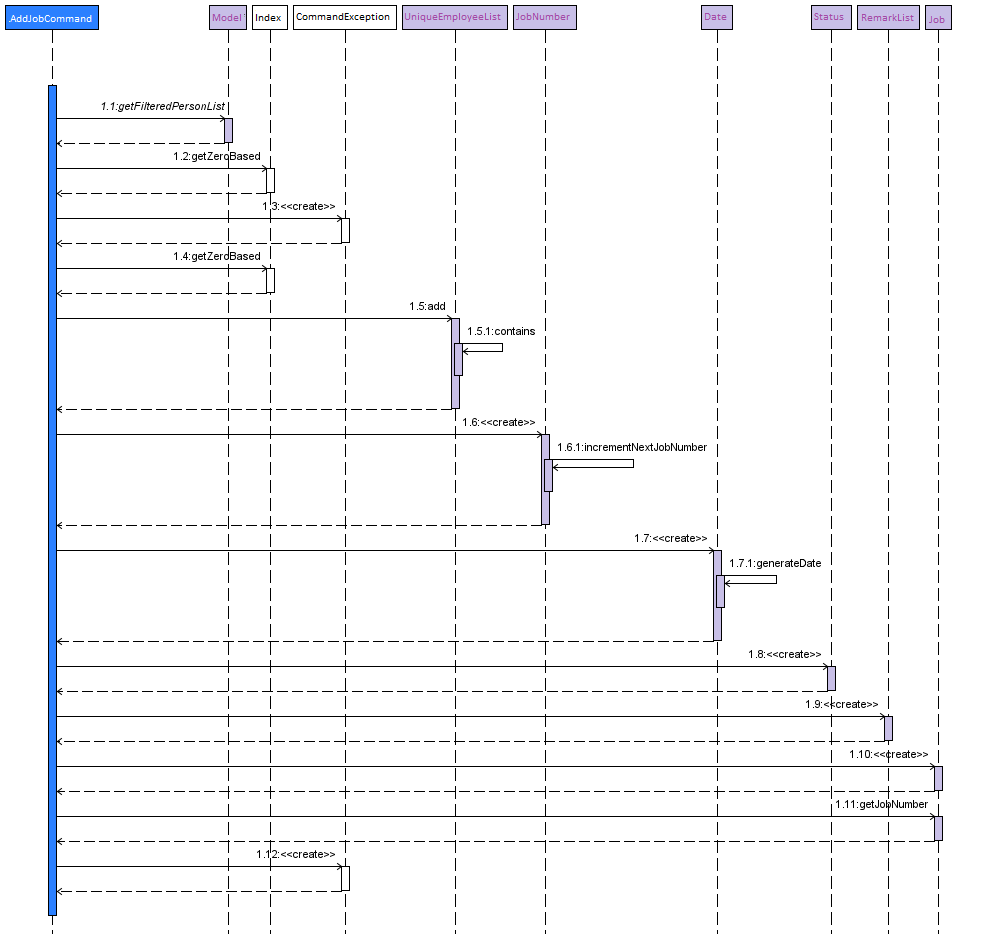 AddJobCommand
Model
Index
CommandException
UniqueEmployeeList
JobNumber
Date
Status
RemarkList
Job
1.1:getFilteredPersonList
1.2:getZeroBased
1.3:<<create>>
1.4:getZeroBased
1.5:add
1.5.1:contains
1.6:<<create>>
1.6.1:incrementNextJobNumber
1.7:<<create>>
1.7.1:generateDate
1.8:<<create>>
1.9:<<create>>
1.10:<<create>>
1.11:getJobNumber
1.12:<<create>>